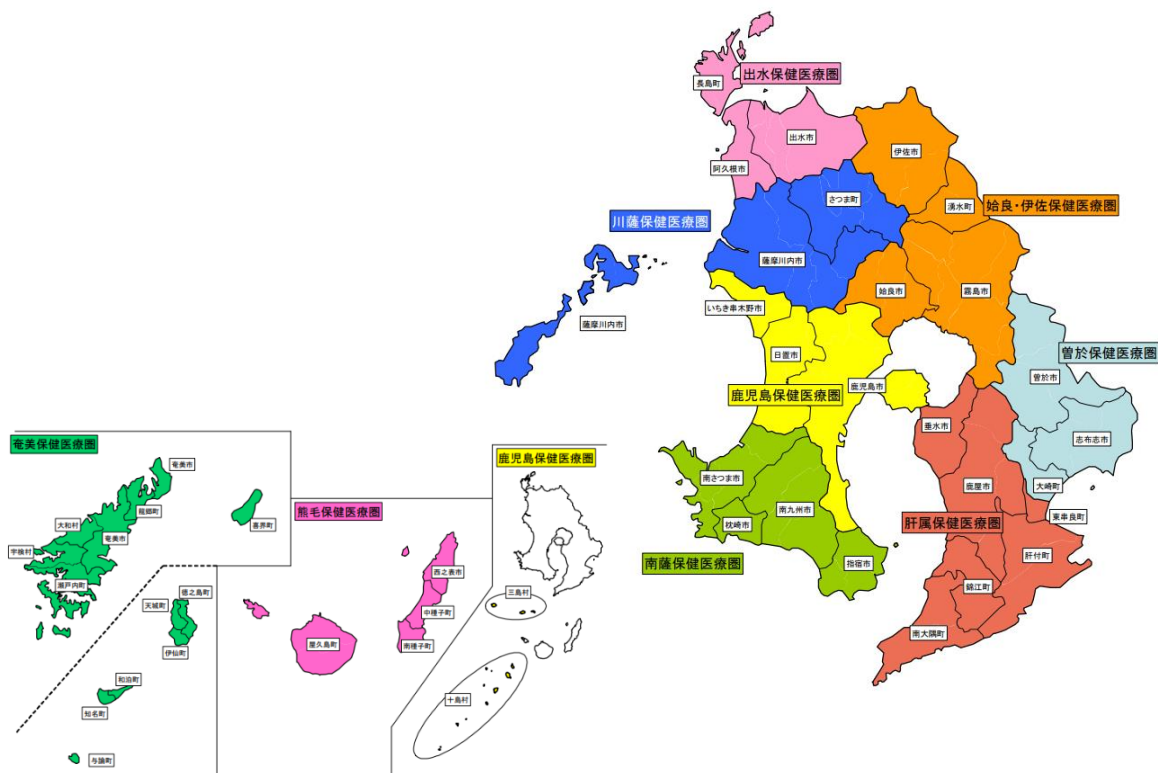 出水保健医療圏
長島町
出水市
阿久根市
伊佐市
湧水町
姶良・伊佐保健医療圏
さつま町
川薩保健医療圏
薩摩川内市
姶良市
霧島市
薩摩川内市
いちき串木野市
日置市
鹿児島市
鹿児島保健医療圏
曽於保健医療圏
曽於市
志布志市
大崎町
垂水市
鹿屋市
東串良町
肝属保健医療圏
肝付町
錦江町
南大隅町
南さつま市
枕崎市
南九州市
指宿市
南薩保健医療圏
奄美保健医療圏
奄美市
龍郷町
大和村
奄美市
宇検村
瀬戸内町
喜界町
徳之島町
天城町
伊仙町
和泊町
知名町
与論町
熊毛保健医療圏
西之表市
中種子町
南種子町
屋久島町
鹿児島保健医療圏
三島村
十島村